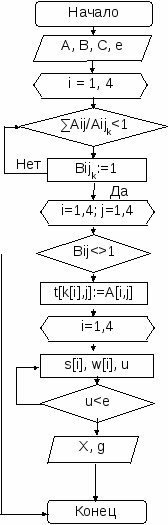 Начало
A, B, C, e
i = 1, 4
∑Aij/Aijk<1
Нет
Bijk:=1
Да
i=1,4; j=1,4
Bij<>1
t[k[i],j]:=A[i,j]
i=1,4
s[i], w[i], u
u<e
X, g
Конец